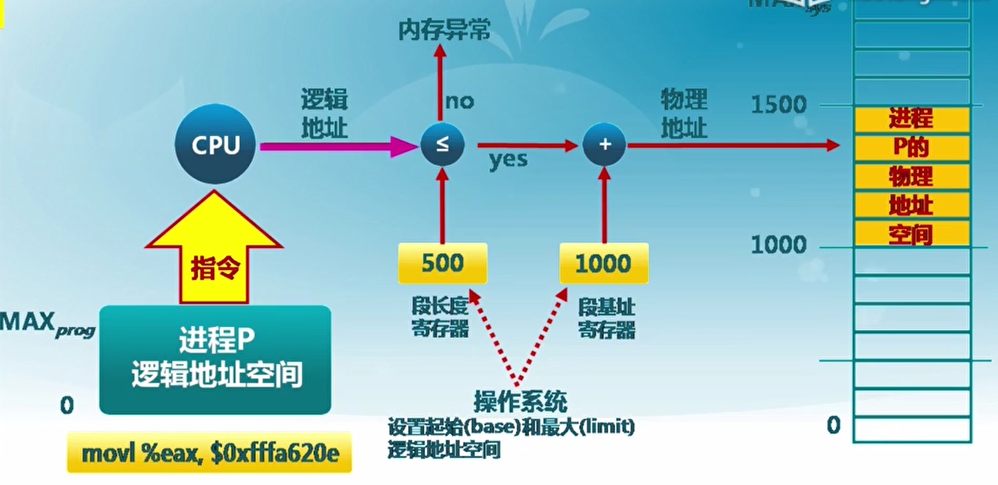 内存异常
逻辑
地址
no
物理
地址
1500
CPU
≤
yes
+
进程
P的
物理
地址
空间
1000
指令
500
1000
段长度
寄存器
段基址
寄存器
MAXprog
进程P
逻辑地址空间
0
操作系统
设置起始(base)和最大(limit)
逻辑地址空间
0
movl %eax, $0xfffa620e